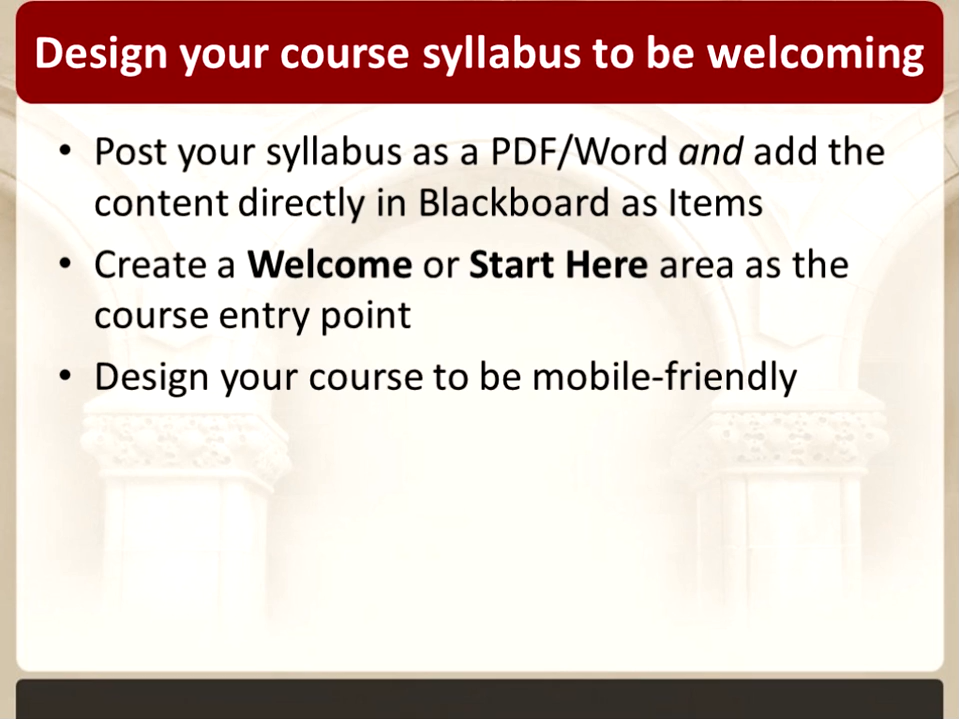 Design your course syllabus to be welcoming
• Post your syllabus as a PDF/Word and add the
content directly in Blackboard as Items
• Create a Welcome or Start Here area as the
course entry point
• Design your course to be mobile-friendly